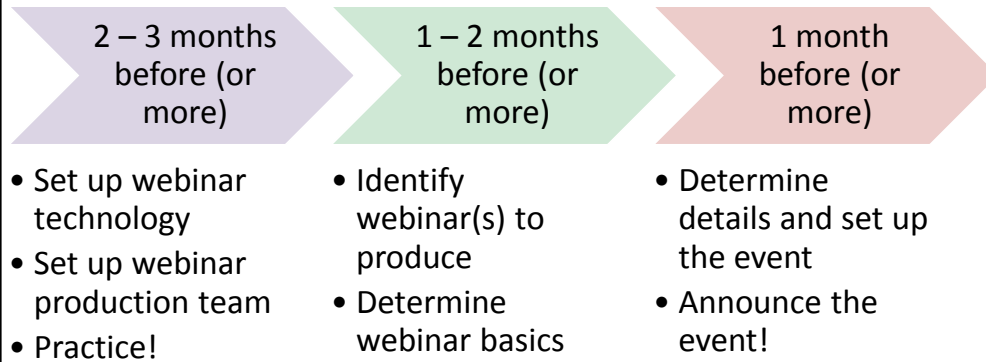 2 – 3 months
before (or
more)
1 – 2 months
before (or
more)
1 month
before (or
more)
• Set up webinar
technology
• Set up webinar
production team
• Practice!
• Identify
webinar(s) to
produce
• Determine
webinar basics
• Determine
details and set up
the event
• Announce the
event!